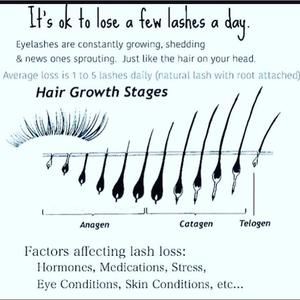 It's ok to lose a few lashes a day.
Eyelashes are constantly growing, shedding
& news ones sprouting. Just like the hair on your head.
Average loss is 1 to 5 lashes daily (natural lash with root attached)
Hair Growth Stages
Anagen Catagen Telogen
Factors affecting lash loss:
Hormones, Medications, Stress,
Eye Conditions, Skin Conditions, etc...